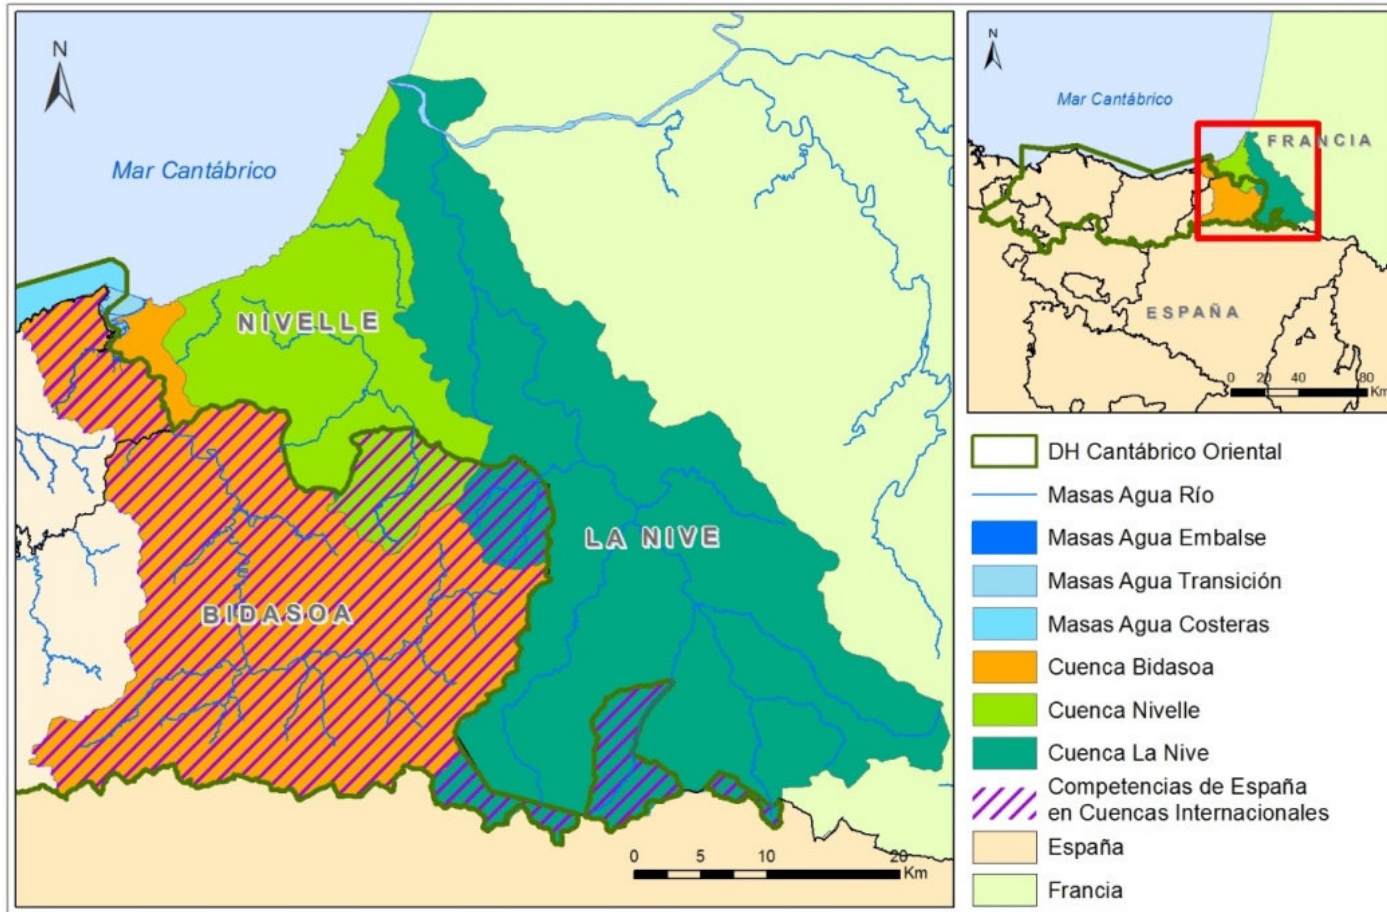 N
Mar Cantábrico
NIVELLE
LA NIVE
BIDASOA
0 5 10 20
Km
N
Mar Cantábrico
FRANCIA
ESPAÑA
0 20 40 80
Km
DH Cantábrico Oriental
Masas Agua Río
Masas Agua Embalse
Masas Agua Transición
Masas Agua Costeras
Cuenca Bidasoa
Cuenca Nivelle
Cuenca La Nive
Competencias de España
en Cuencas Internacionales
España
Francia